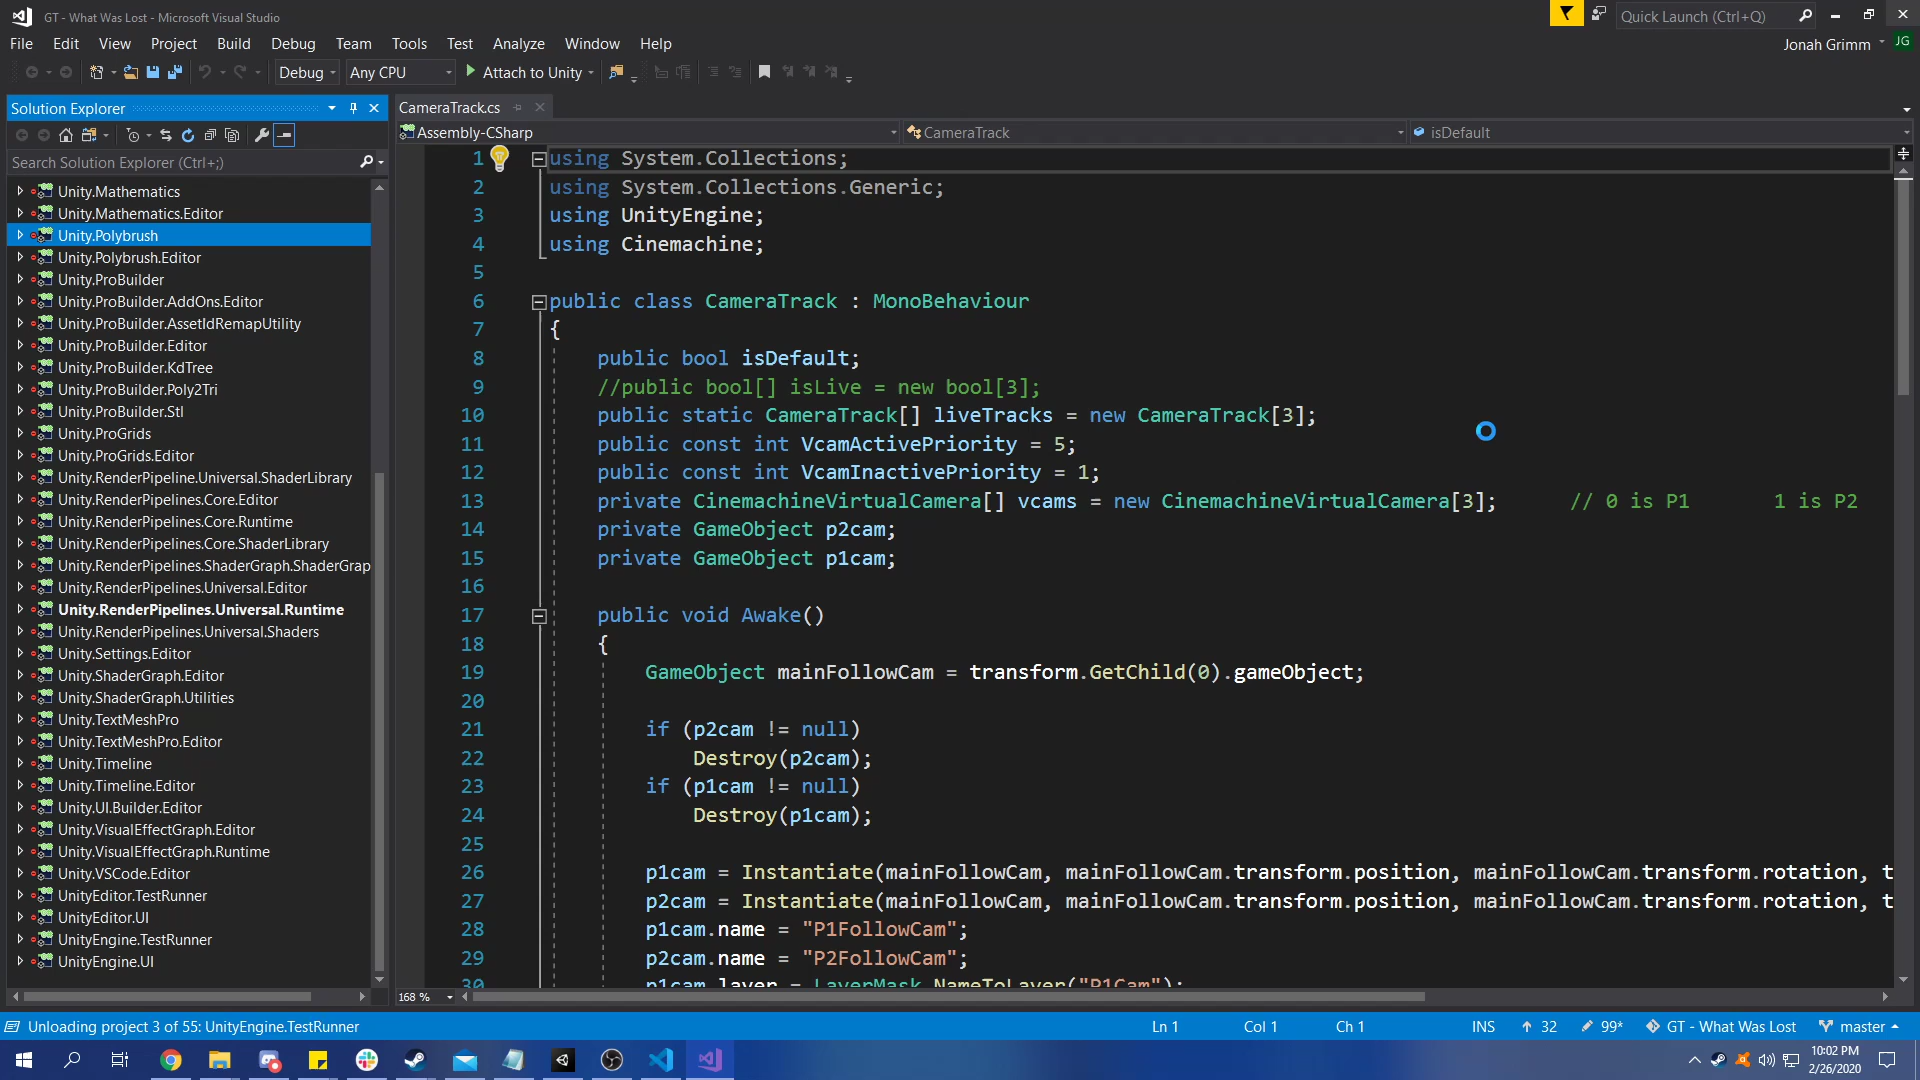 GT - What Was Lost - Microsoft Visual Studio
Quick Launch (Ctrl+Q)
File Edit View Project Build Debug Team Tools Test Analyze Window Help
Jonah Grimm JG
Debug Any CPU Attach to Unity
Solution Explorer
Search Solution Explorer (Ctrl+;)
Unity.Mathematics
Unity.Mathematics.Editor
Unity.Polybrush
Unity.Polybrush.Editor
Unity.ProBuilder
Unity.ProBuilder.AddOns.Editor
Unity.ProBuilder.AssetIdRemapUtility
Unity.ProBuilder.Editor
Unity.ProBuilder.KdTree
Unity.ProBuilder.Poly2Tri
Unity.ProBuilder.Stl
Unity.ProGrids
Unity.ProGrids.Editor
Unity.RenderPipeline.Universal.ShaderLibrary
Unity.RenderPipelines.Core.Editor
Unity.RenderPipelines.Core.Runtime
Unity.RenderPipelines.Core.ShaderLibrary
Unity.RenderPipelines.ShaderGraph.ShaderGrap
Unity.RenderPipelines.Universal.Editor
Unity.RenderPipelines.Universal.Runtime
Unity.RenderPipelines.Universal.Shaders
Unity.Settings.Editor
Unity.ShaderGraph.Editor
Unity.ShaderGraph.Utilities
Unity.TextMeshPro
Unity.TextMeshPro.Editor
Unity.Timeline
Unity.Timeline.Editor
Unity.UI.Builder.Editor
Unity.VisualEffectGraph.Editor
Unity.VisualEffectGraph.Runtime
Unity.VSCode.Editor
UnityEditor.TestRunner
UnityEditor.UI
UnityEngine.TestRunner
UnityEngine.UI
CameraTrack.cs
Assembly-CSharp CameraTrack isDefault
1 using System.Collections;
2 using System.Collections.Generic;
3 using UnityEngine;
4 using Cinemachine;
5
6 public class CameraTrack : MonoBehaviour
7 {
8 public bool isDefault;
9 //public bool[] isLive = new bool[3];
10 public static CameraTrack[] liveTracks = new CameraTrack[3];
11 public const int VcamActivePriority = 5;
12 public const int VcamInactivePriority = 1;
13 private CinemachineVirtualCamera[] vcams = new CinemachineVirtualCamera[3]; // 0 is P1 1 is P2
14 private GameObject p2cam;
15 private GameObject p1cam;
16
17 public void Awake()
18 {
19 GameObject mainFollowCam = transform.GetChild(0).gameObject;
20
21 if (p2cam != null)
22 Destroy(p2cam);
23 if (p1cam != null)
24 Destroy(p1cam);
25
26 p1cam = Instantiate(mainFollowCam, mainFollowCam.transform.position, mainFollowCam.transform.rotation, t
27 p2cam = Instantiate(mainFollowCam, mainFollowCam.transform.position, mainFollowCam.transform.rotation, t
28 p1cam.name = "P1FollowCam";
29 p2cam.name = "P2FollowCam";
30 p1cam.layer = LayerMask.NameToLayer("P1Cam");
168 %
Unloading project 3 of 55: UnityEngine.TestRunner Ln 1 Col 1 Ch 1 INS 32 99* GT - What Was Lost master
10:02 PM
2/26/2020